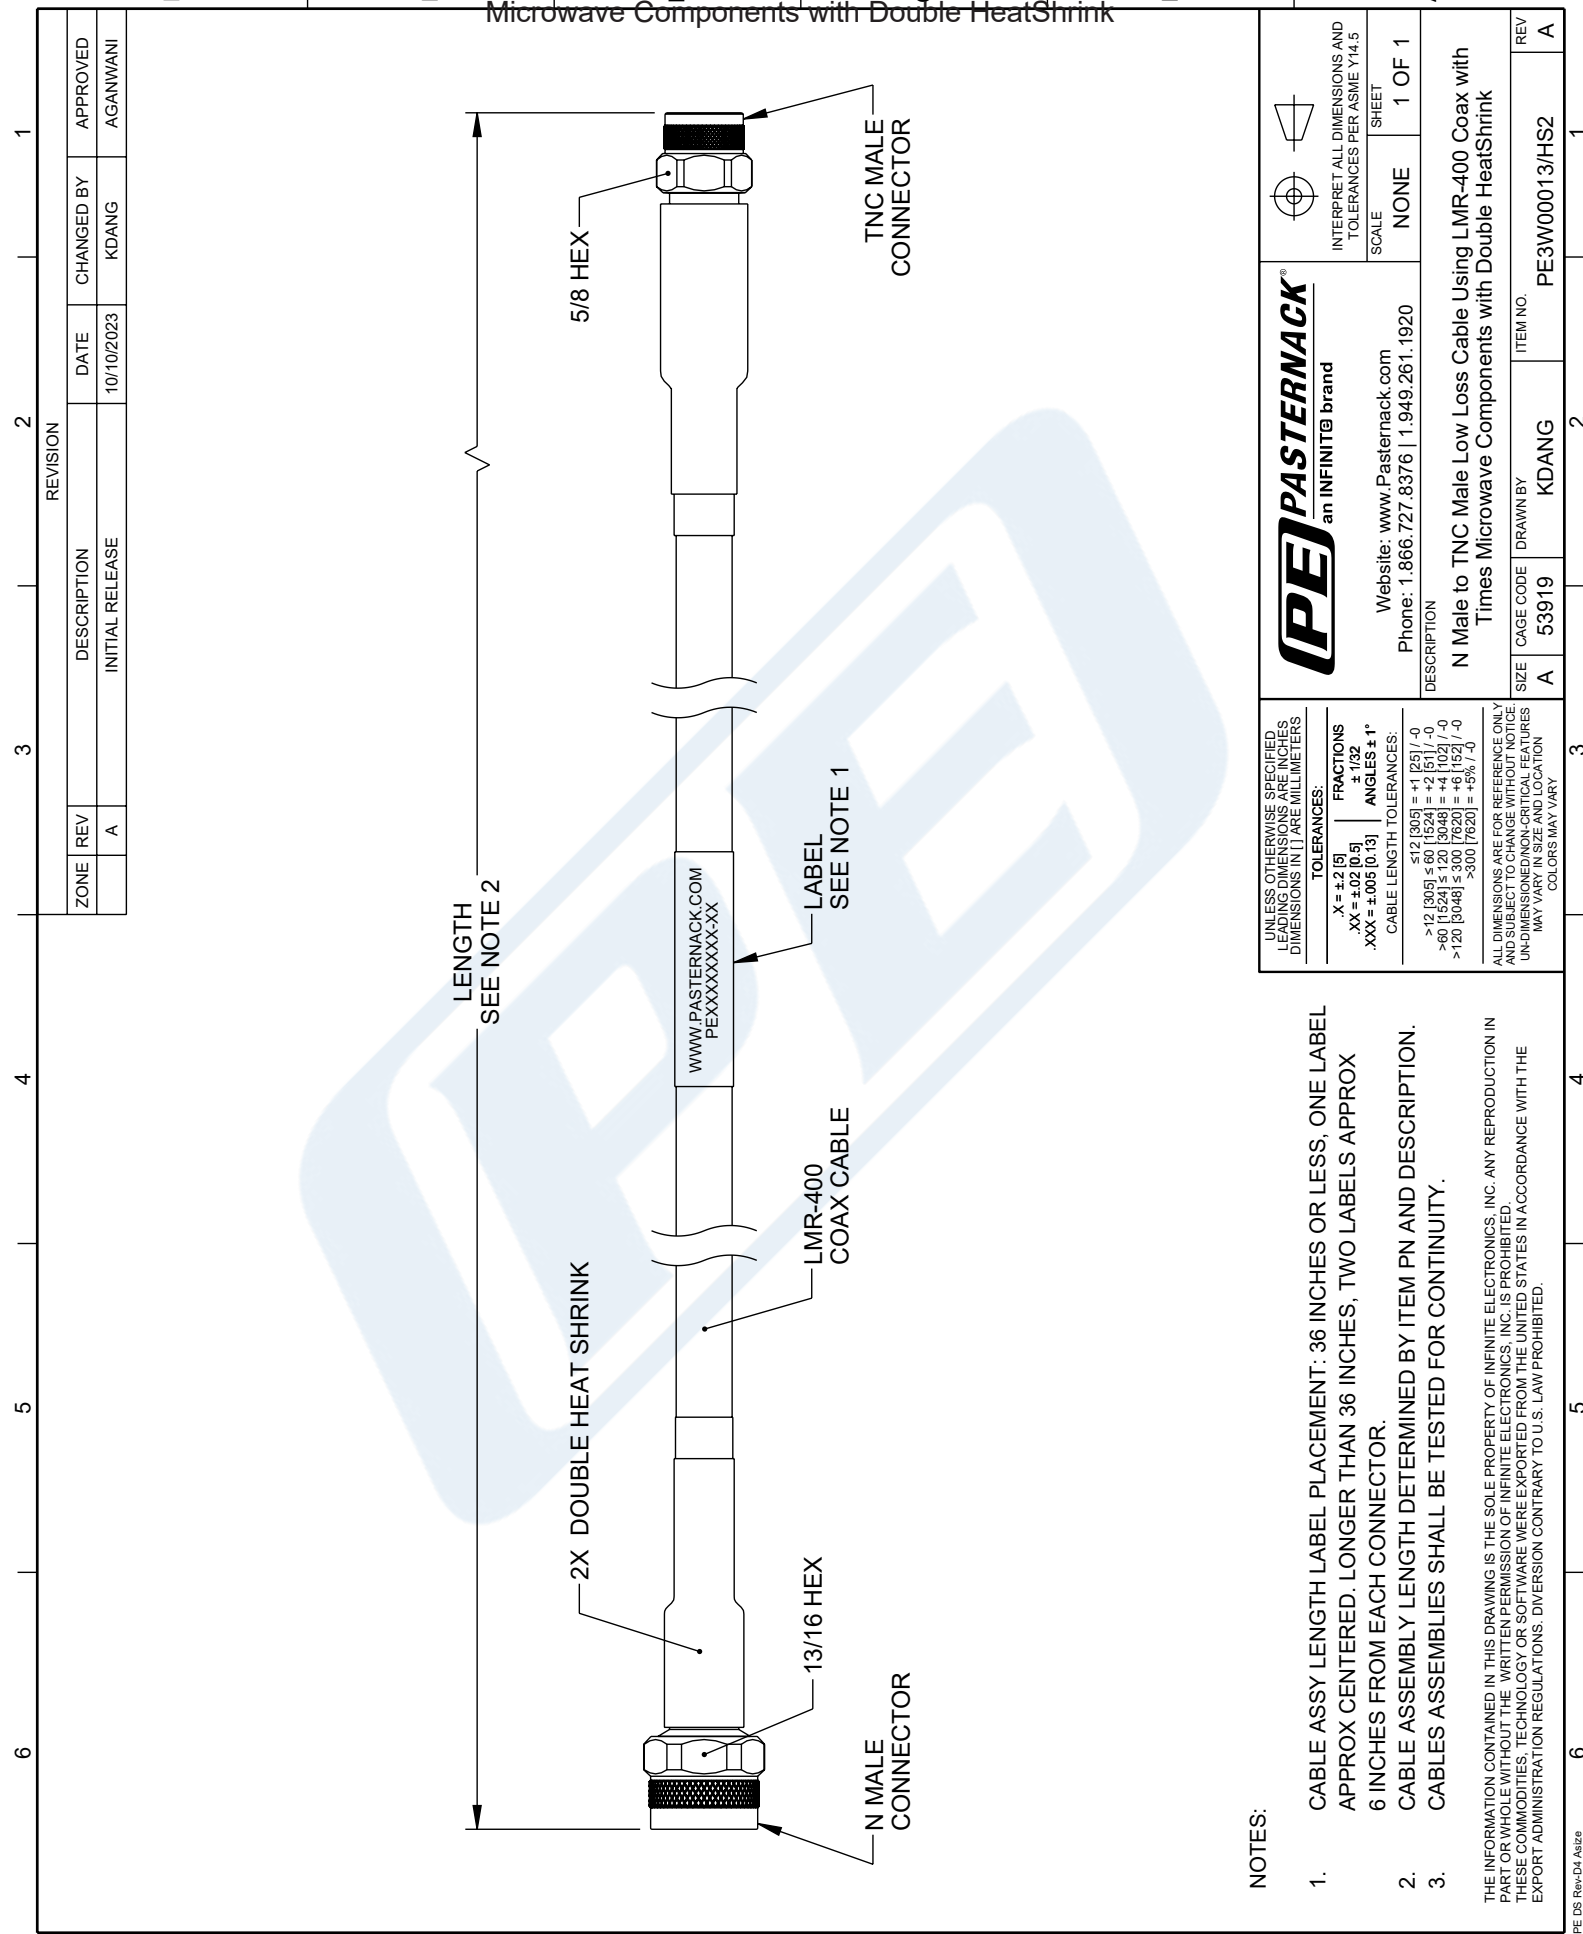 Microwave Components with Double HeatShrink
6
5
4
3
2
1
REVISION
ZONE
REV
DESCRIPTION
DATE
CHANGED BY
APPROVED
A
INITIAL RELEASE
10/10/2023
KDANG
AGANWANI
LENGTH
SEE NOTE 2
2X DOUBLE HEAT SHRINK
5/8 HEX
WWW.PASTERNACK.COM
PEXXXXXXXX-XX
13/16 HEX
LMR-400
COAX CABLE
LABEL
SEE NOTE 1
N MALE
CONNECTOR
TNC MALE
CONNECTOR
NOTES:
1. CABLE ASSY LENGTH LABEL PLACEMENT: 36 INCHES OR LESS, ONE LABEL
APPROX CENTERED. LONGER THAN 36 INCHES, TWO LABELS APPROX
6 INCHES FROM EACH CONNECTOR.
2. CABLE ASSEMBLY LENGTH DETERMINED BY ITEM PN AND DESCRIPTION.
3. CABLES ASSEMBLIES SHALL BE TESTED FOR CONTINUITY.
THE INFORMATION CONTAINED IN THIS DRAWING IS THE SOLE PROPERTY OF INFINITE ELECTRONICS, INC. ANY REPRODUCTION IN
PART OR WHOLE WITHOUT THE WRITTEN PERMISSION OF INFINITE ELECTRONICS, INC. IS PROHIBITED.
THESE COMMODITIES, TECHNOLOGY OR SOFTWARE WERE EXPORTED FROM THE UNITED STATES IN ACCORDANCE WITH THE
EXPORT ADMINISTRATION REGULATIONS. DIVERSION CONTRARY TO U.S. LAW PROHIBITED.
UNLESS OTHERWISE SPECIFIED
LEADING DIMENSIONS ARE INCHES
DIMENSIONS IN [ ] ARE MILLIMETERS
TOLERANCES:
.X = ±.2 [5]
.XX = ±.02 [0.5]
.XXX = ±.005 [0.13]
FRACTIONS
± 1/32
ANGLES ± 1°
CABLE LENGTH TOLERANCES:
≤12 [305] = +1 [25] / -0
>12 [305] ≤ 60 [1524] = +2 [51] / -0
>60 [1524] ≤ 120 [3048] = +4 [102] / -0
>120 [3048] ≤ 300 [7620] = +6 [152] / -0
>300 [7620] = +5% / -0
ALL DIMENSIONS ARE FOR REFERENCE ONLY
AND SUBJECT TO CHANGE WITHOUT NOTICE.
UN-DIMENSIONED/NON-CRITICAL FEATURES
MAY VARY IN SIZE AND LOCATION
COLORS MAY VARY
PE PASTERNACK®
an INFINIT® brand
Website: www.Pasternack.com
Phone: 1.866.727.8376 | 1.949.261.1920
INTERPRET ALL DIMENSIONS AND
TOLERANCES PER ASME Y14.5
SCALE
NONE
SHEET
1 OF 1
DESCRIPTION
N Male to TNC Male Low Loss Cable Using LMR-400 Coax with
Times Microwave Components with Double HeatShrink
SIZE
A
CAGE CODE
53919
DRAWN BY
KDANG
ITEM NO.
PE3W00013/HS2
REV
A
6
5
4
3
2
1
PE DS Rev-D4 Asize
PE